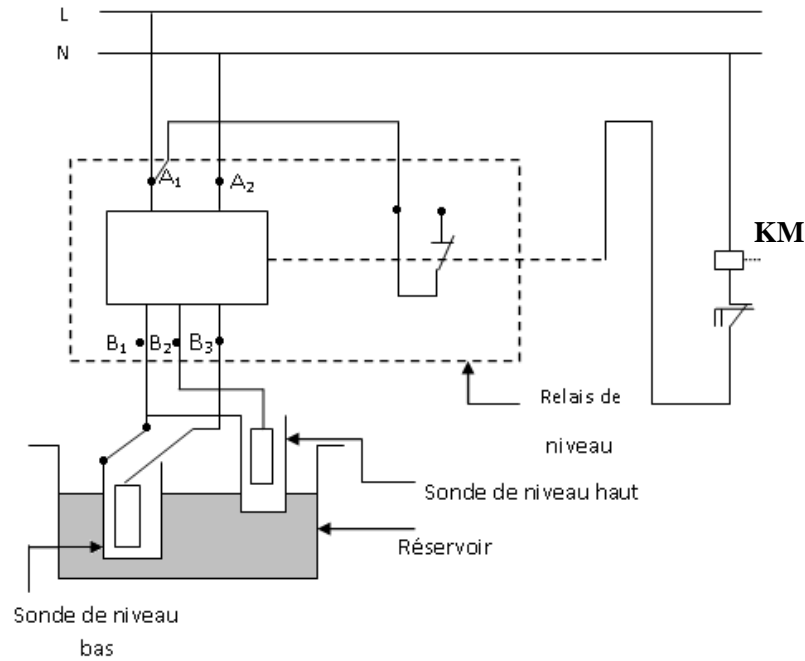 L
N
A₁
A₂
KM
B₁
B₂
B₃
Relais de
niveau
Sonde de niveau haut
Réservoir
Sonde de niveau
bas